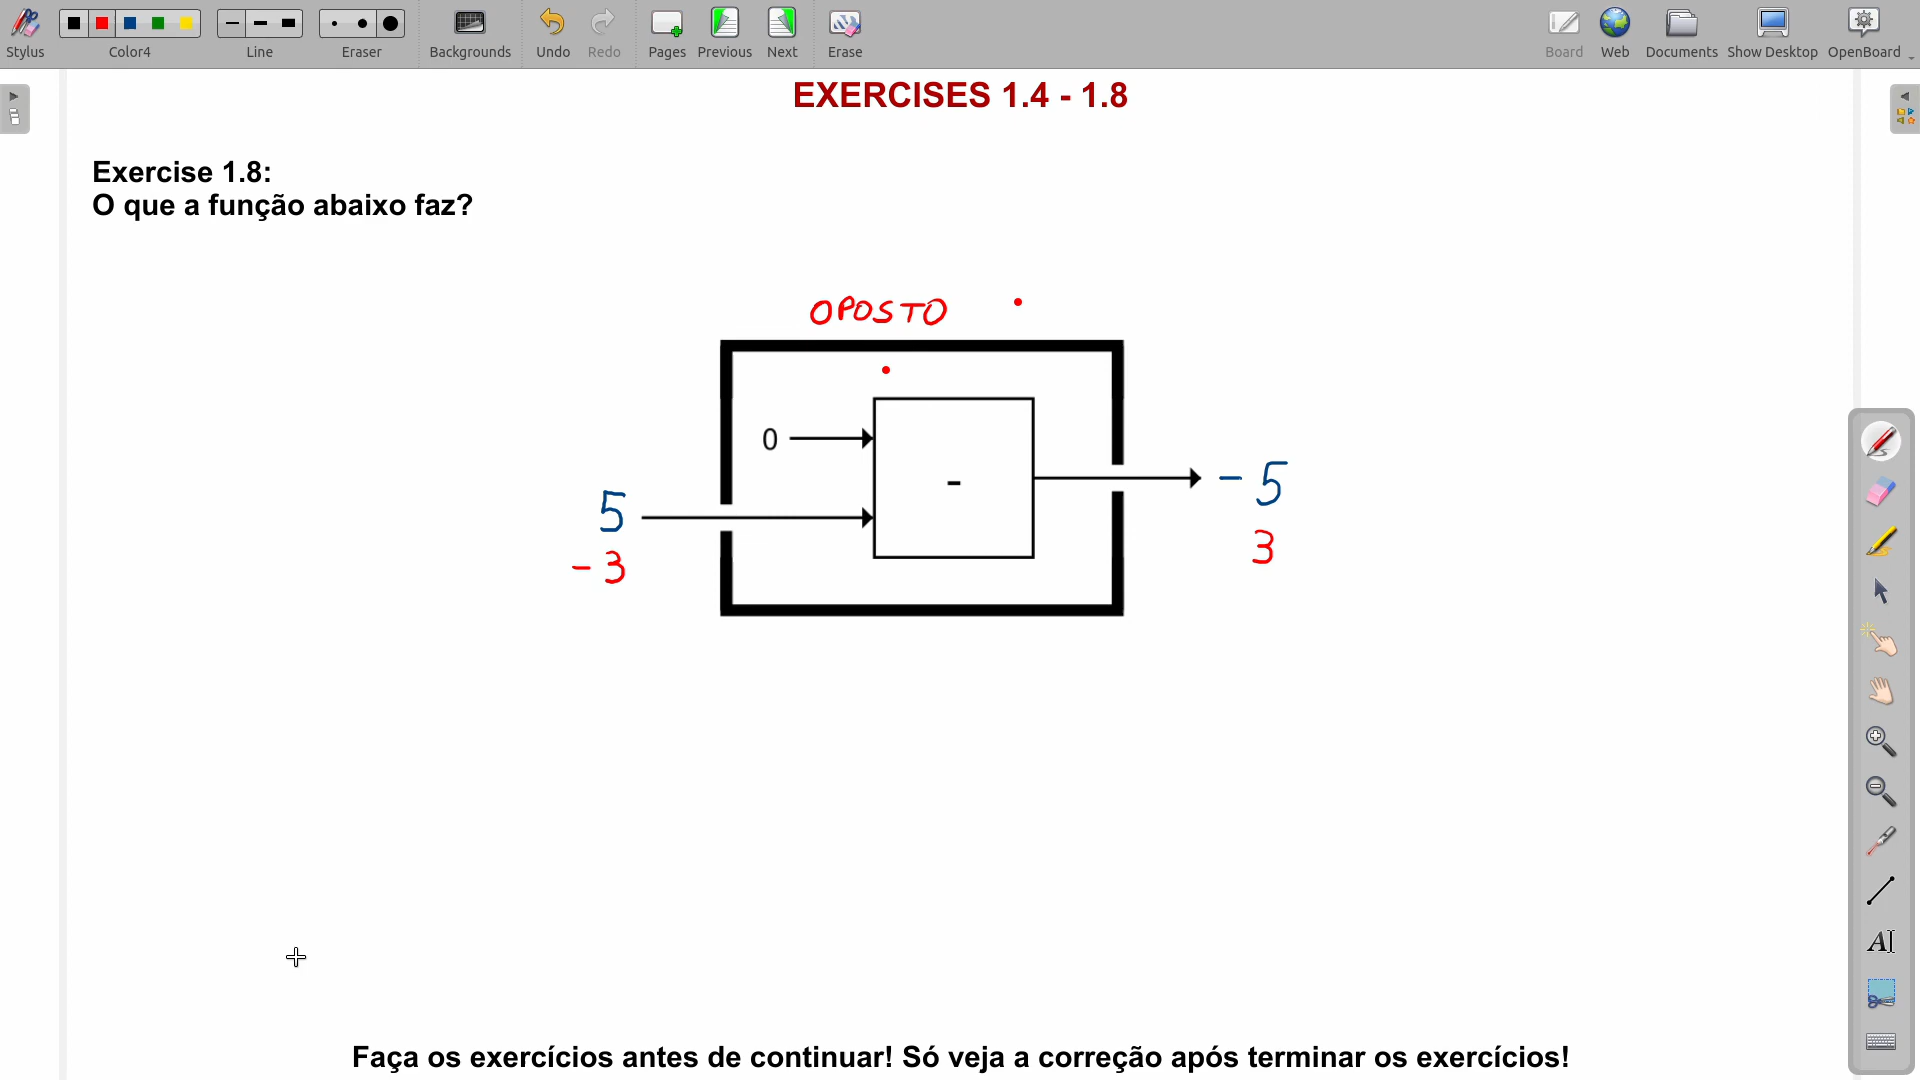 Stylus Color4 Line Eraser Backgrounds Undo Redo Pages Previous Next Erase Board Web Documents Show Desktop OpenBoard
EXERCISES 1.4 - 1.8
Exercise 1.8:
O que a função abaixo faz?
OPOSTO
0
-
5
- 5
- 3
3
AI
Faça os exercícios antes de continuar! Só veja a correção após terminar os exercícios!